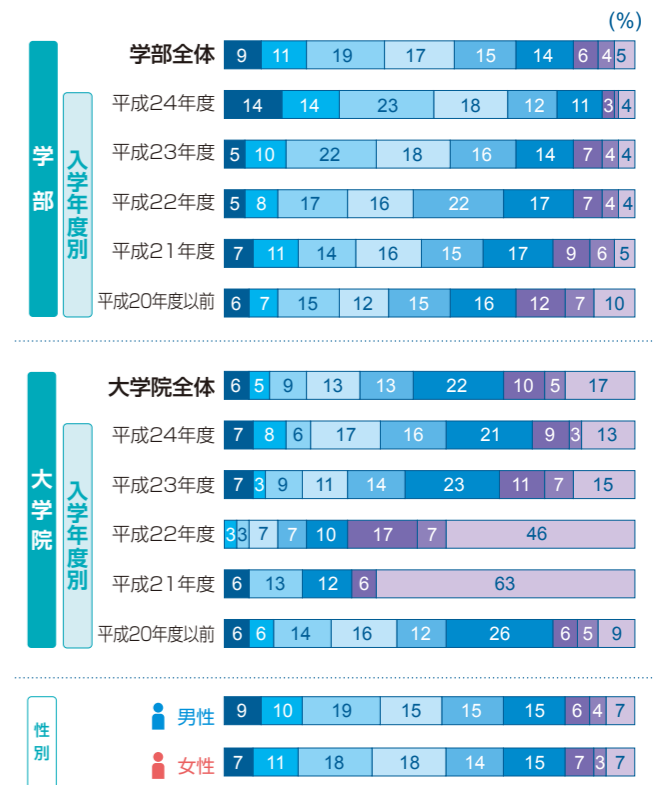 (%)
学部
入学年度別
学部全体 9 11 19 17 15 14 6 4 5
平成24年度 14 14 23 18 12 11 3 4
平成23年度 5 10 22 18 16 14 7 4 4
平成22年度 5 8 17 16 22 17 7 4 4
平成21年度 7 11 14 16 15 17 9 6 5
平成20年度以前 6 7 15 12 15 16 12 7 10
大学院
入学年度別
大学院全体 6 5 9 13 13 22 10 5 17
平成24年度 7 8 6 17 16 21 9 3 13
平成23年度 7 3 9 11 14 23 11 7 15
平成22年度 3 3 7 7 10 17 7 46
平成21年度 6 13 12 6 63
平成20年度以前 6 6 14 16 12 26 6 5 9
性別
男性 9 10 19 15 15 15 6 4 7
女性 7 11 18 18 14 15 7 3 7